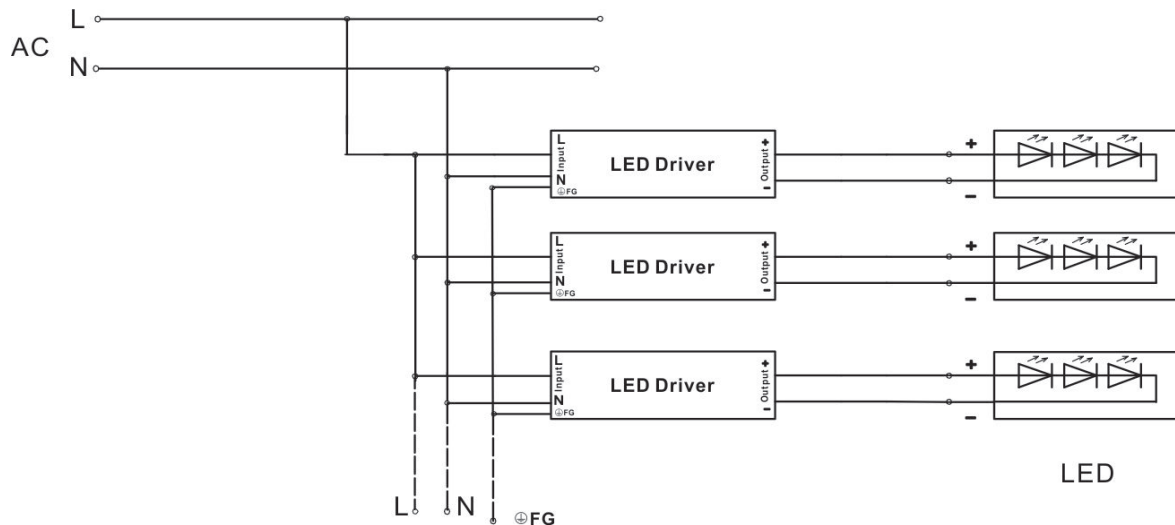 L
AC
N
L
Input
N
⏚FG
LED Driver
+
Output
-
+
-
L
Input
N
⏚FG
LED Driver
+
Output
-
+
-
L
Input
N
⏚FG
LED Driver
+
Output
-
+
-
LED
L
N
⏚FG